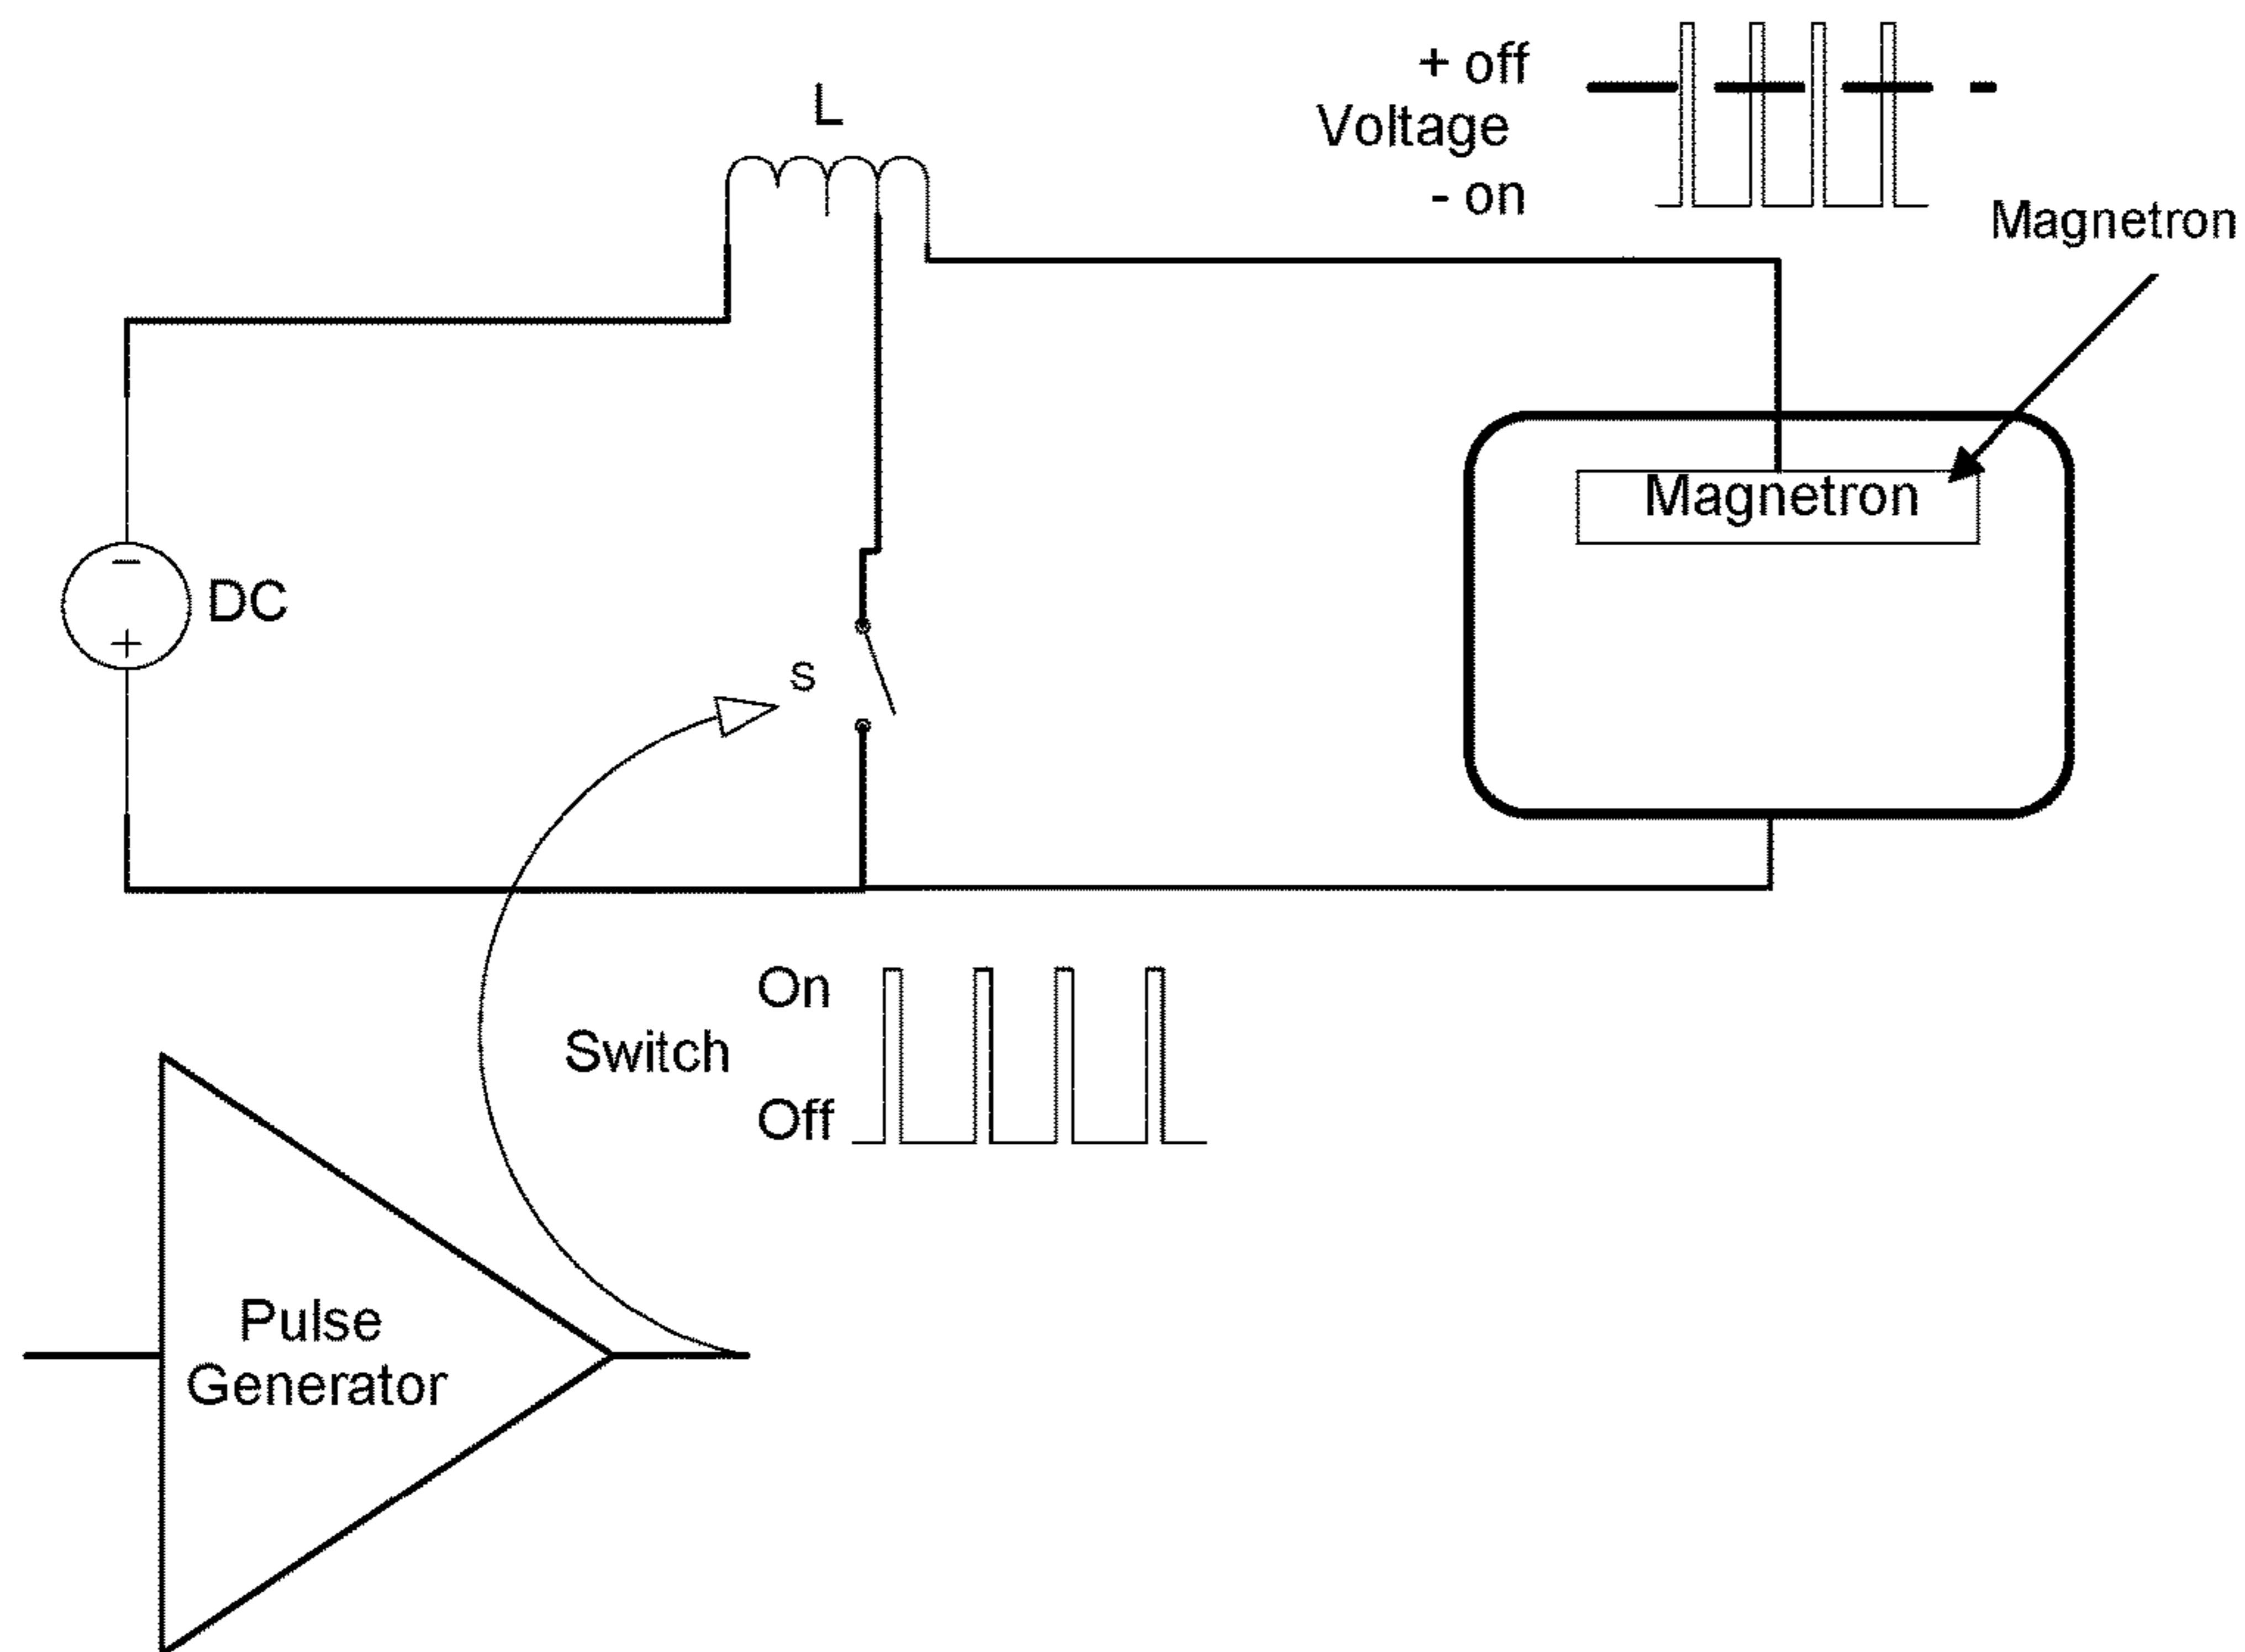 L
+ off
Voltage
- on
Magnetron
Magnetron
−
DC
+
S
On
Switch
Off
Pulse
Generator